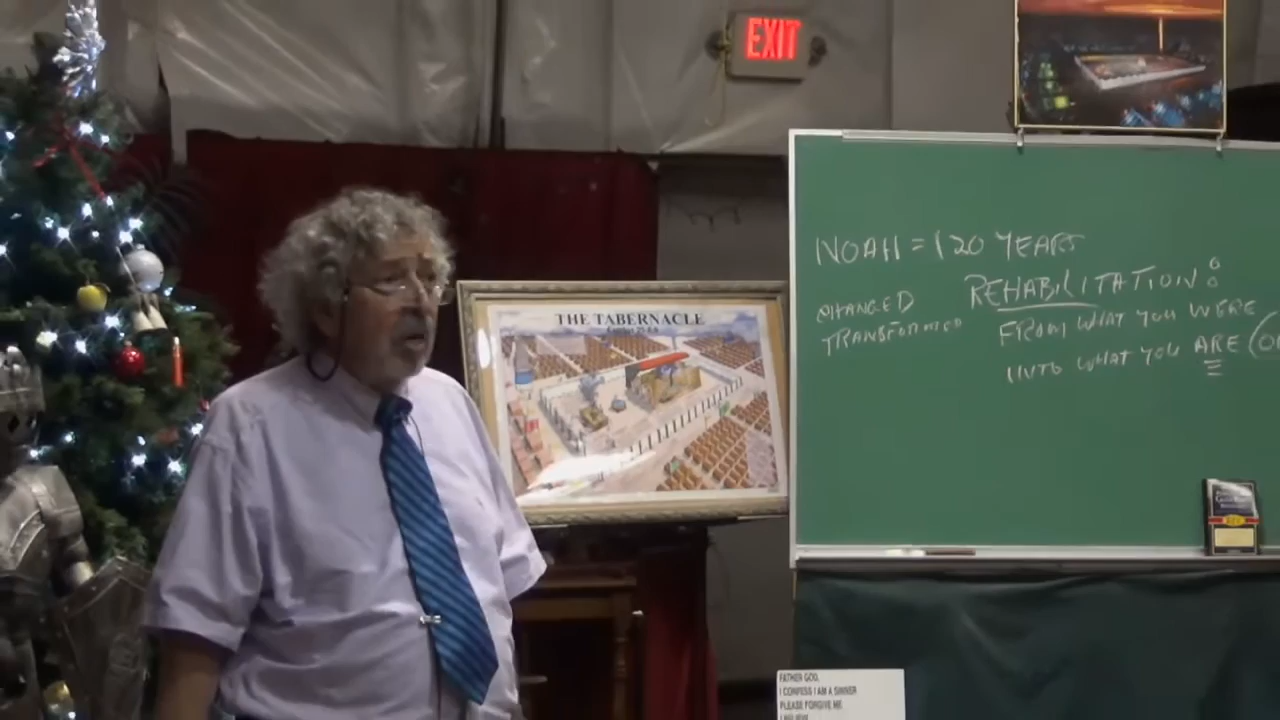 EXIT
THE TABERNACLE
NOAH = 120 YEARS
REHABILITATION:
CHANGED
TRANSFORMED
FROM WHAT YOU WERE
UNTO WHAT YOU ARE
FATHER GOD,
I CONFESS I AM A SINNER
PLEASE FORGIVE ME
I BELIEVE